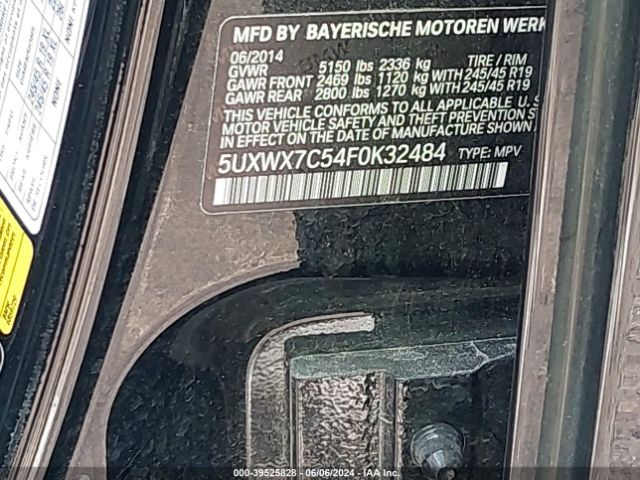 MFD BY BAYERISCHE MOTOREN WERK
06/2014
GVWR 5150 lbs 2336 kg TIRE / RIM
GAWR FRONT 2469 lbs 1120 kg WITH 245/45 R19
GAWR REAR 2800 lbs 1270 kg WITH 245/45 R19
THIS VEHICLE CONFORMS TO ALL APPLICABLE U. S
MOTOR VEHICLE SAFETY AND THEFT PREVENTION S
IN EFFECT ON THE DATE OF MANUFACTURE SHOWN
5UXWX7C54F0K32484 TYPE: MPV
000-39525828 - 06/06/2024 - IAA Inc.